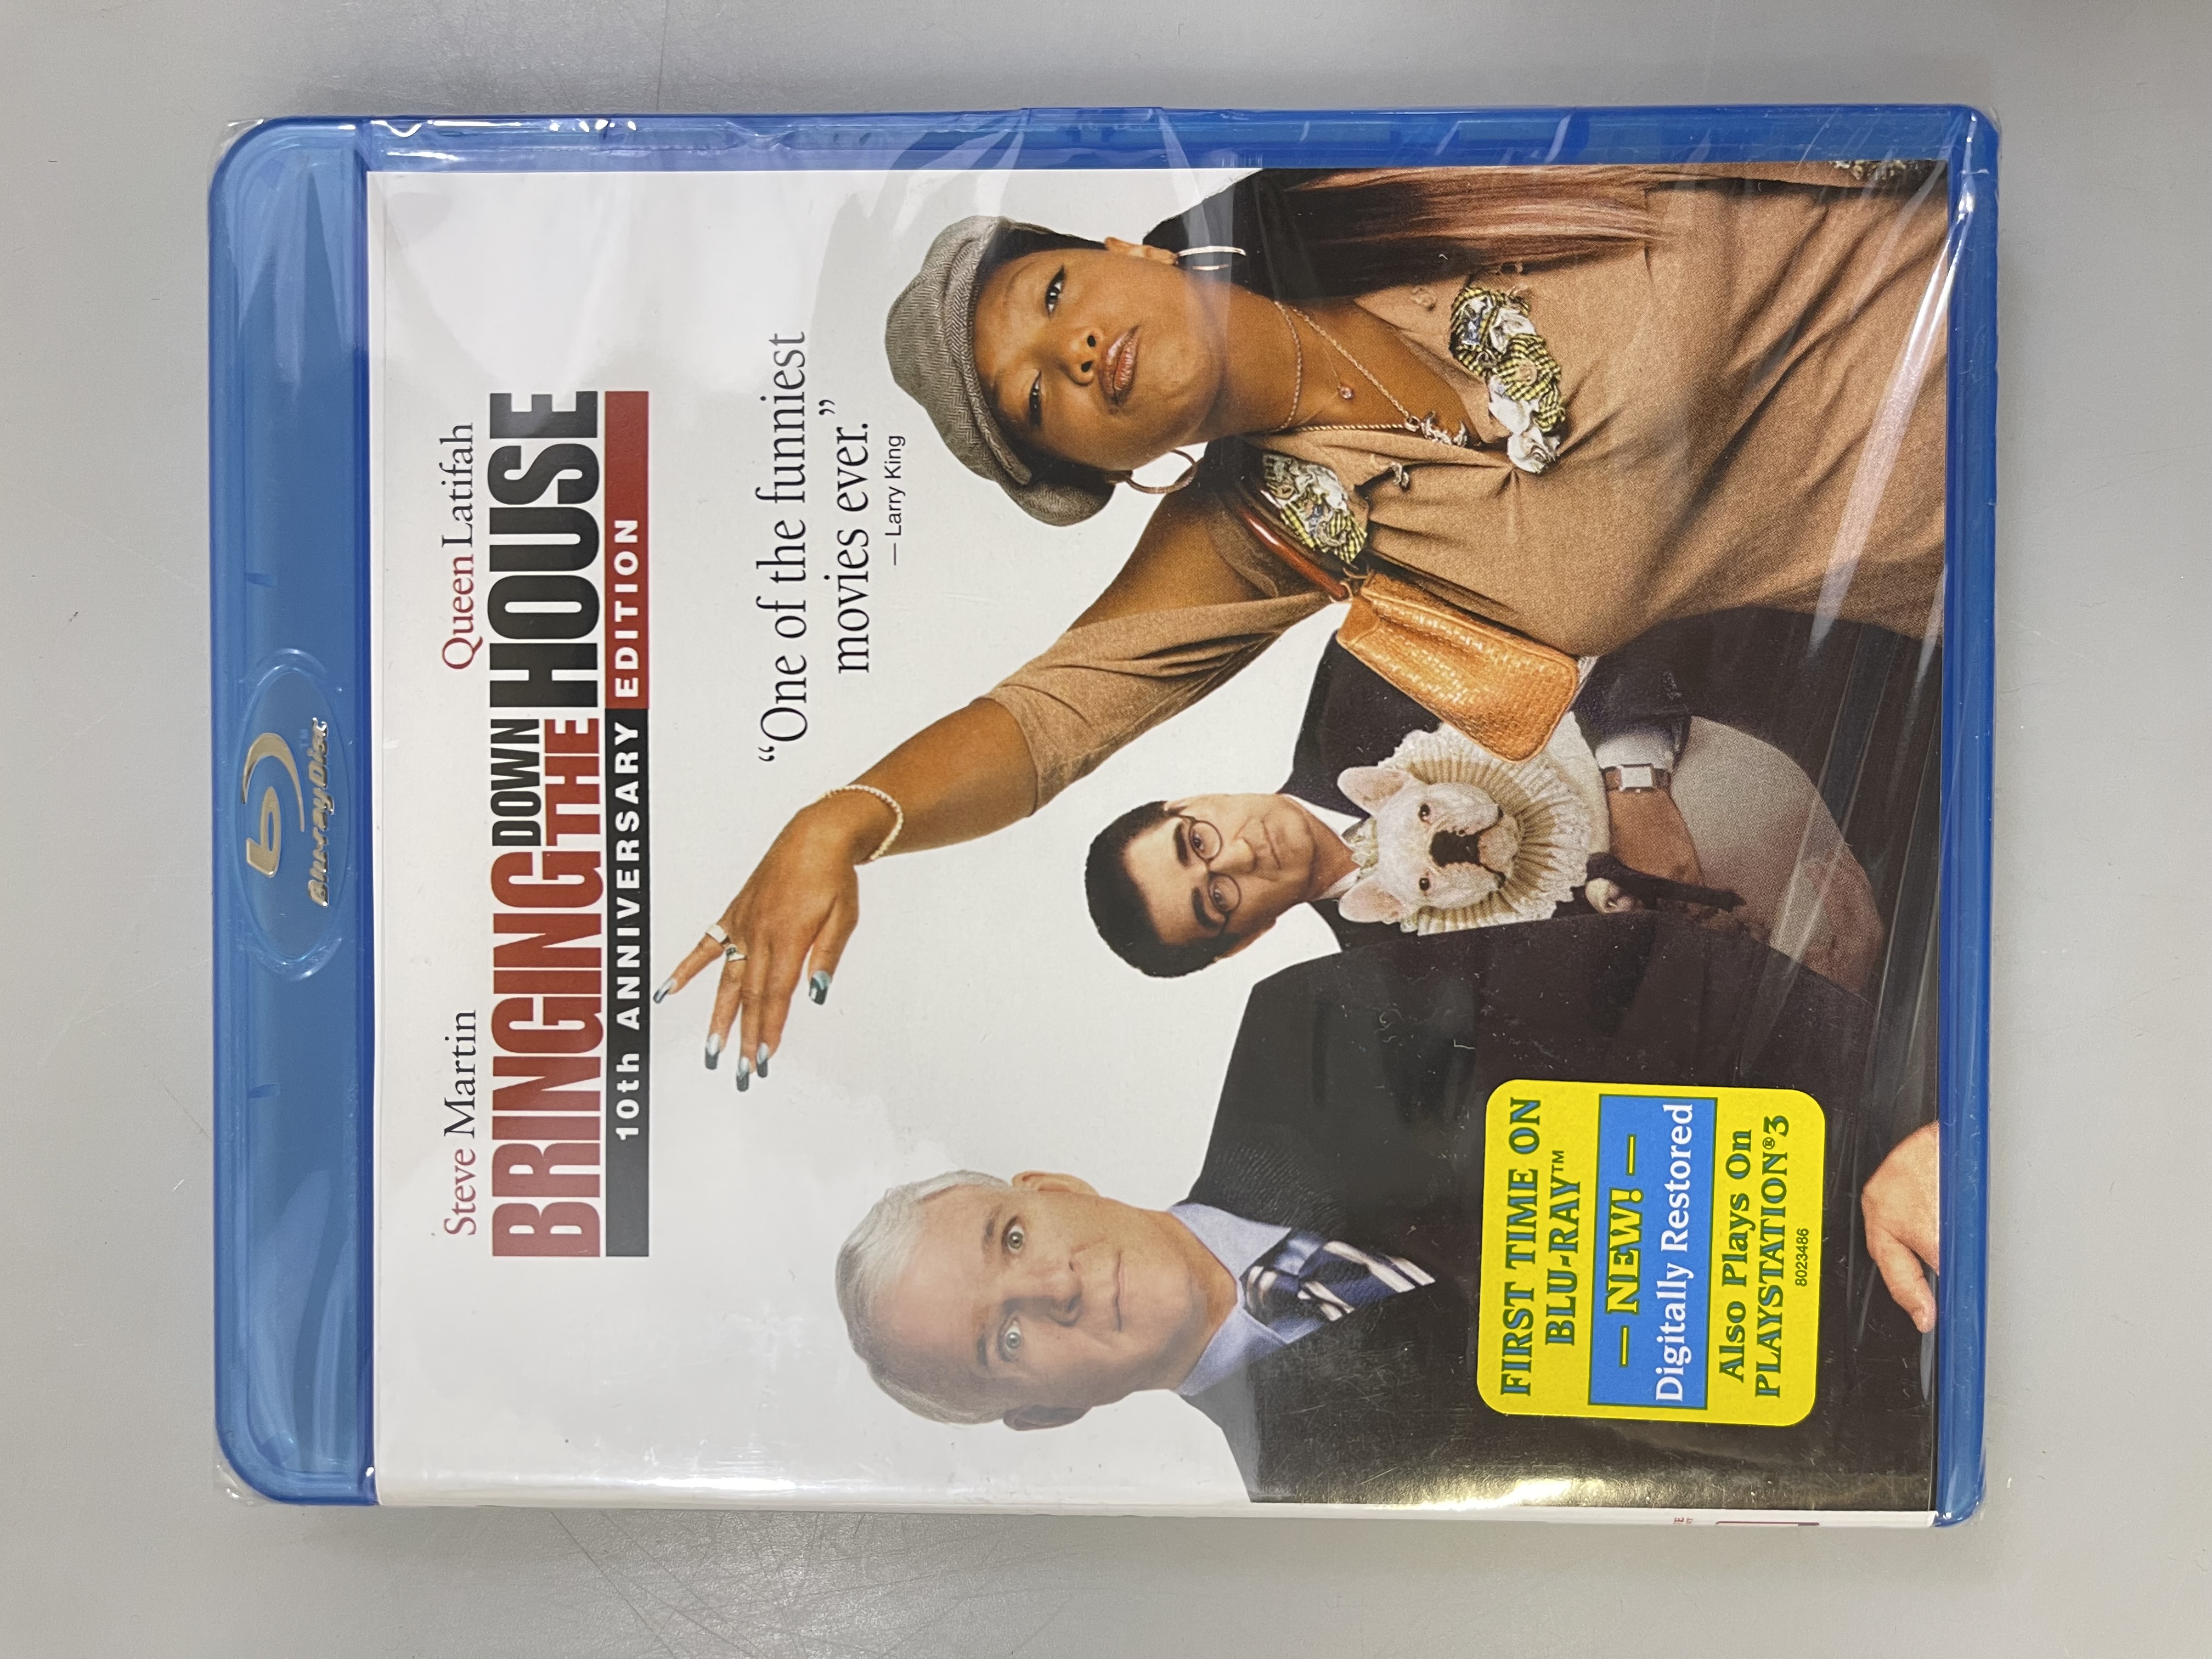 Blu-ray Disc™
Steve Martin Queen Latifah
BRINGING DOWN THE HOUSE
10th ANNIVERSARY EDITION
“One of the funniest
movies ever.”
— Larry King
FIRST TIME ON
BLU-RAY™
— NEW! —
Digitally Restored
Also Plays On
PLAYSTATION®3
8023486